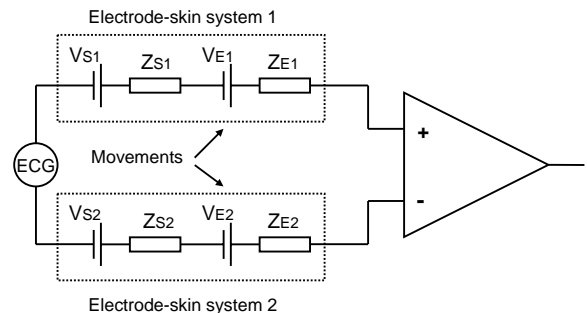 Electrode-skin system 1
VS1 ZS1 VE1 ZE1
+
Movements
ECG
-
VS2 ZS2 VE2 ZE2
Electrode-skin system 2